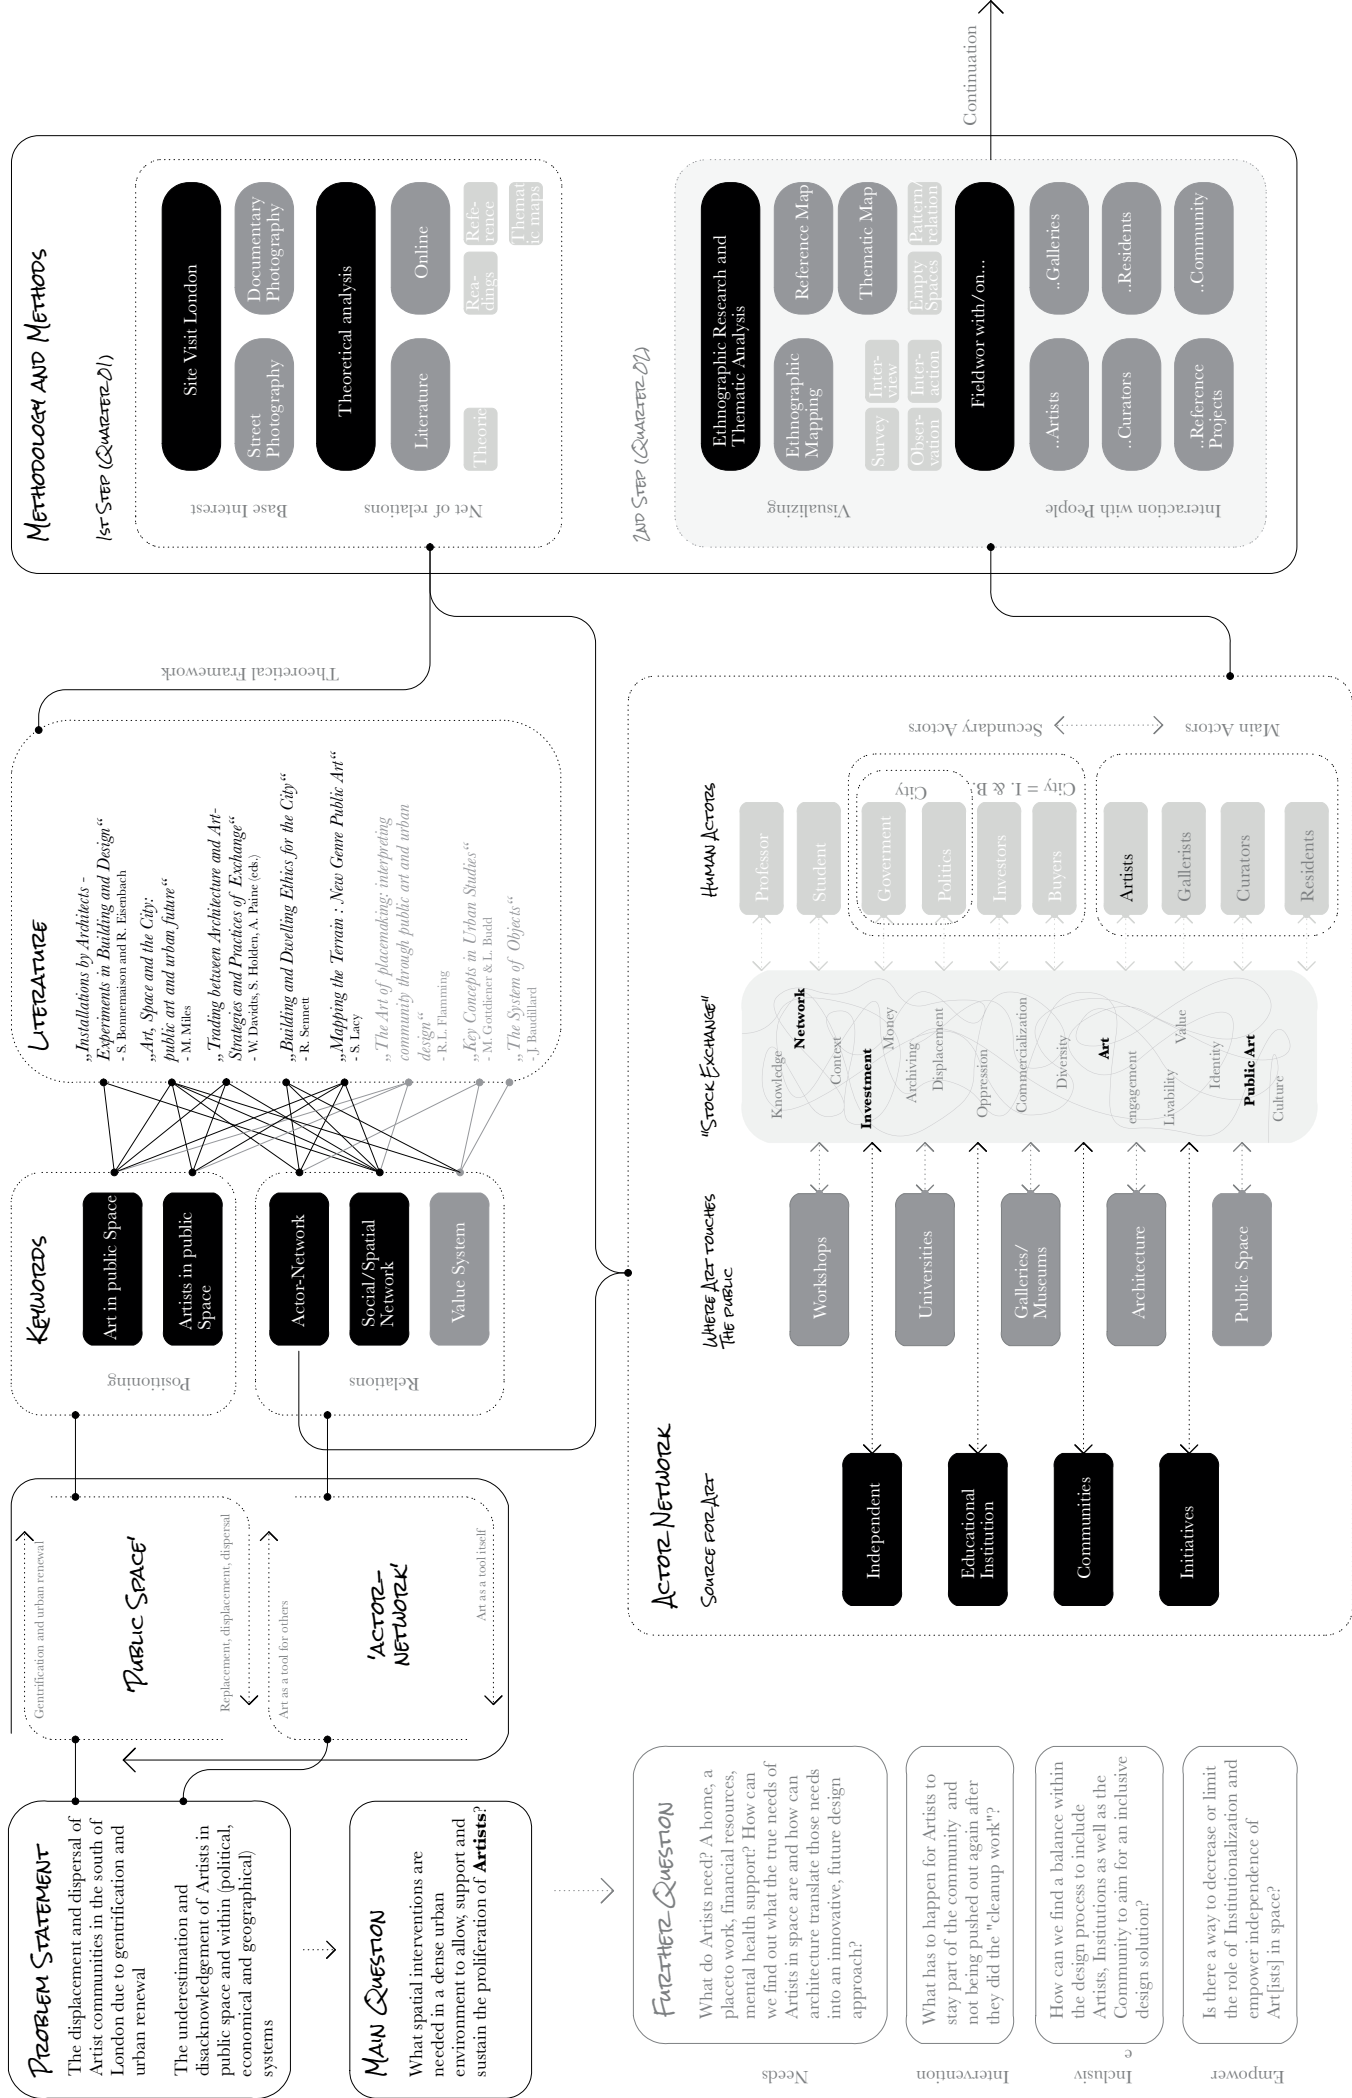 PROBLEM STATEMENT
The displacement and dispersal of
Artist communities in the south of
London due to gentrification and
urban renewal
The underestimation and
disacknowledgement of Artists in
public space and within (political,
economical and geographical)
systems
MAIN QUESTION
What spatial interventions are
needed in a dense urban
environment to allow, support and
sustain the proliferation of Artists?
FURTHER QUESTION
What do Artists need? A home, a
placeto work, financial resources,
mental health support? How can
we find out what the true needs of
Artists in space are and how can
architecture translate those needs
into an innovative, future design
approach?
Needs
What has to happen for Artists to
stay part of the community and
not being pushed out again after
they did the "cleanup work"?
Intervention
How can we find a balance within
the design process to include
Artists, Institutions as well as the
Community to aim for an inclusive
design solution?
Inclusiv
e
Is there a way to decrease or limit
the role of Institutionalization and
empower independence of
Art[ists] in space?
Empower
Gentrification and urban renewal
'PUBLIC SPACE'
Replacement, displacement, dispersal
Art as a tool for others
'ACTOR-
NETWORK'
Art as a tool itself
KEYWORDS
Positioning
Art in public Space
Artists in public
Space
Relations
Actor-Network
Social/Spatial
Network
Value System
LITERATURE
„Installations by Architects -
Experiments in Building and Design“
- S. Bonnemaison and R. Eisenbach
„Art, Space and the City:
public art and urban future“
- M. Miles
„Trading between Architecture and Art-
Strategies and Practices of Exchange“
- W. Davidts, S. Holden, A. Paine (eds.)
„Building and Dwelling Ethics for the City“
- R. Sennett
„Mapping the Terrain : New Genre Public Art“
- S. Lacy
„The Art of placemaking: interpreting
community through public art and urban
design“
- R.L. Flamming
„Key Concepts in Urban Studies“
- M. Gottdiener & L. Budd
„The System of Objects“
- J. Baudillard
Theoretical Framework
ACTOR NETWORK
SOURCE FOR ART
Independent
Educational
Institution
Communities
Initiatives
WHERE ART TOUCHES
THE PUBLIC
Workshops
Universities
Galleries/
Museums
Architecture
Public Space
"STOCK EXCHANGE"
Knowledge
Network
Context
Investment
Money
Archiving
Displacement
Oppression
Commercialization
Diversity
Art
engagement
Livability
Value
Identity
Public Art
Culture
HUMAN ACTORS
Professor
Student
Goverment
Politics
Investors
Buyers
Artists
Gallerists
Curators
Residents
City
City = I. & B.
Secundary Actors
Main Actors
METHODOLOGY AND METHODS
1ST STEP (QUARTER 01)
Base Interest
Site Visit London
Street
Photography
Documentary
Photography
Net of relations
Theoretical analysis
Literature
Online
Theoric
Rea-
dings
Refe-
rence
Themat
ic maps
2ND STEP (QUARTER 02)
Visualizing
Ethnographic Research and
Thematic Analysis
Ethnographic
Mapping
Reference Map
Thematic Map
Survey
Inter-
view
Obser-
vation
Inter-
action
Empty
Spaces
Pattern/
relation
Interaction with People
Fieldwor with/on...
..Artists
..Galleries
..Curators
..Residents
..Reference
Projects
..Community
Continuation